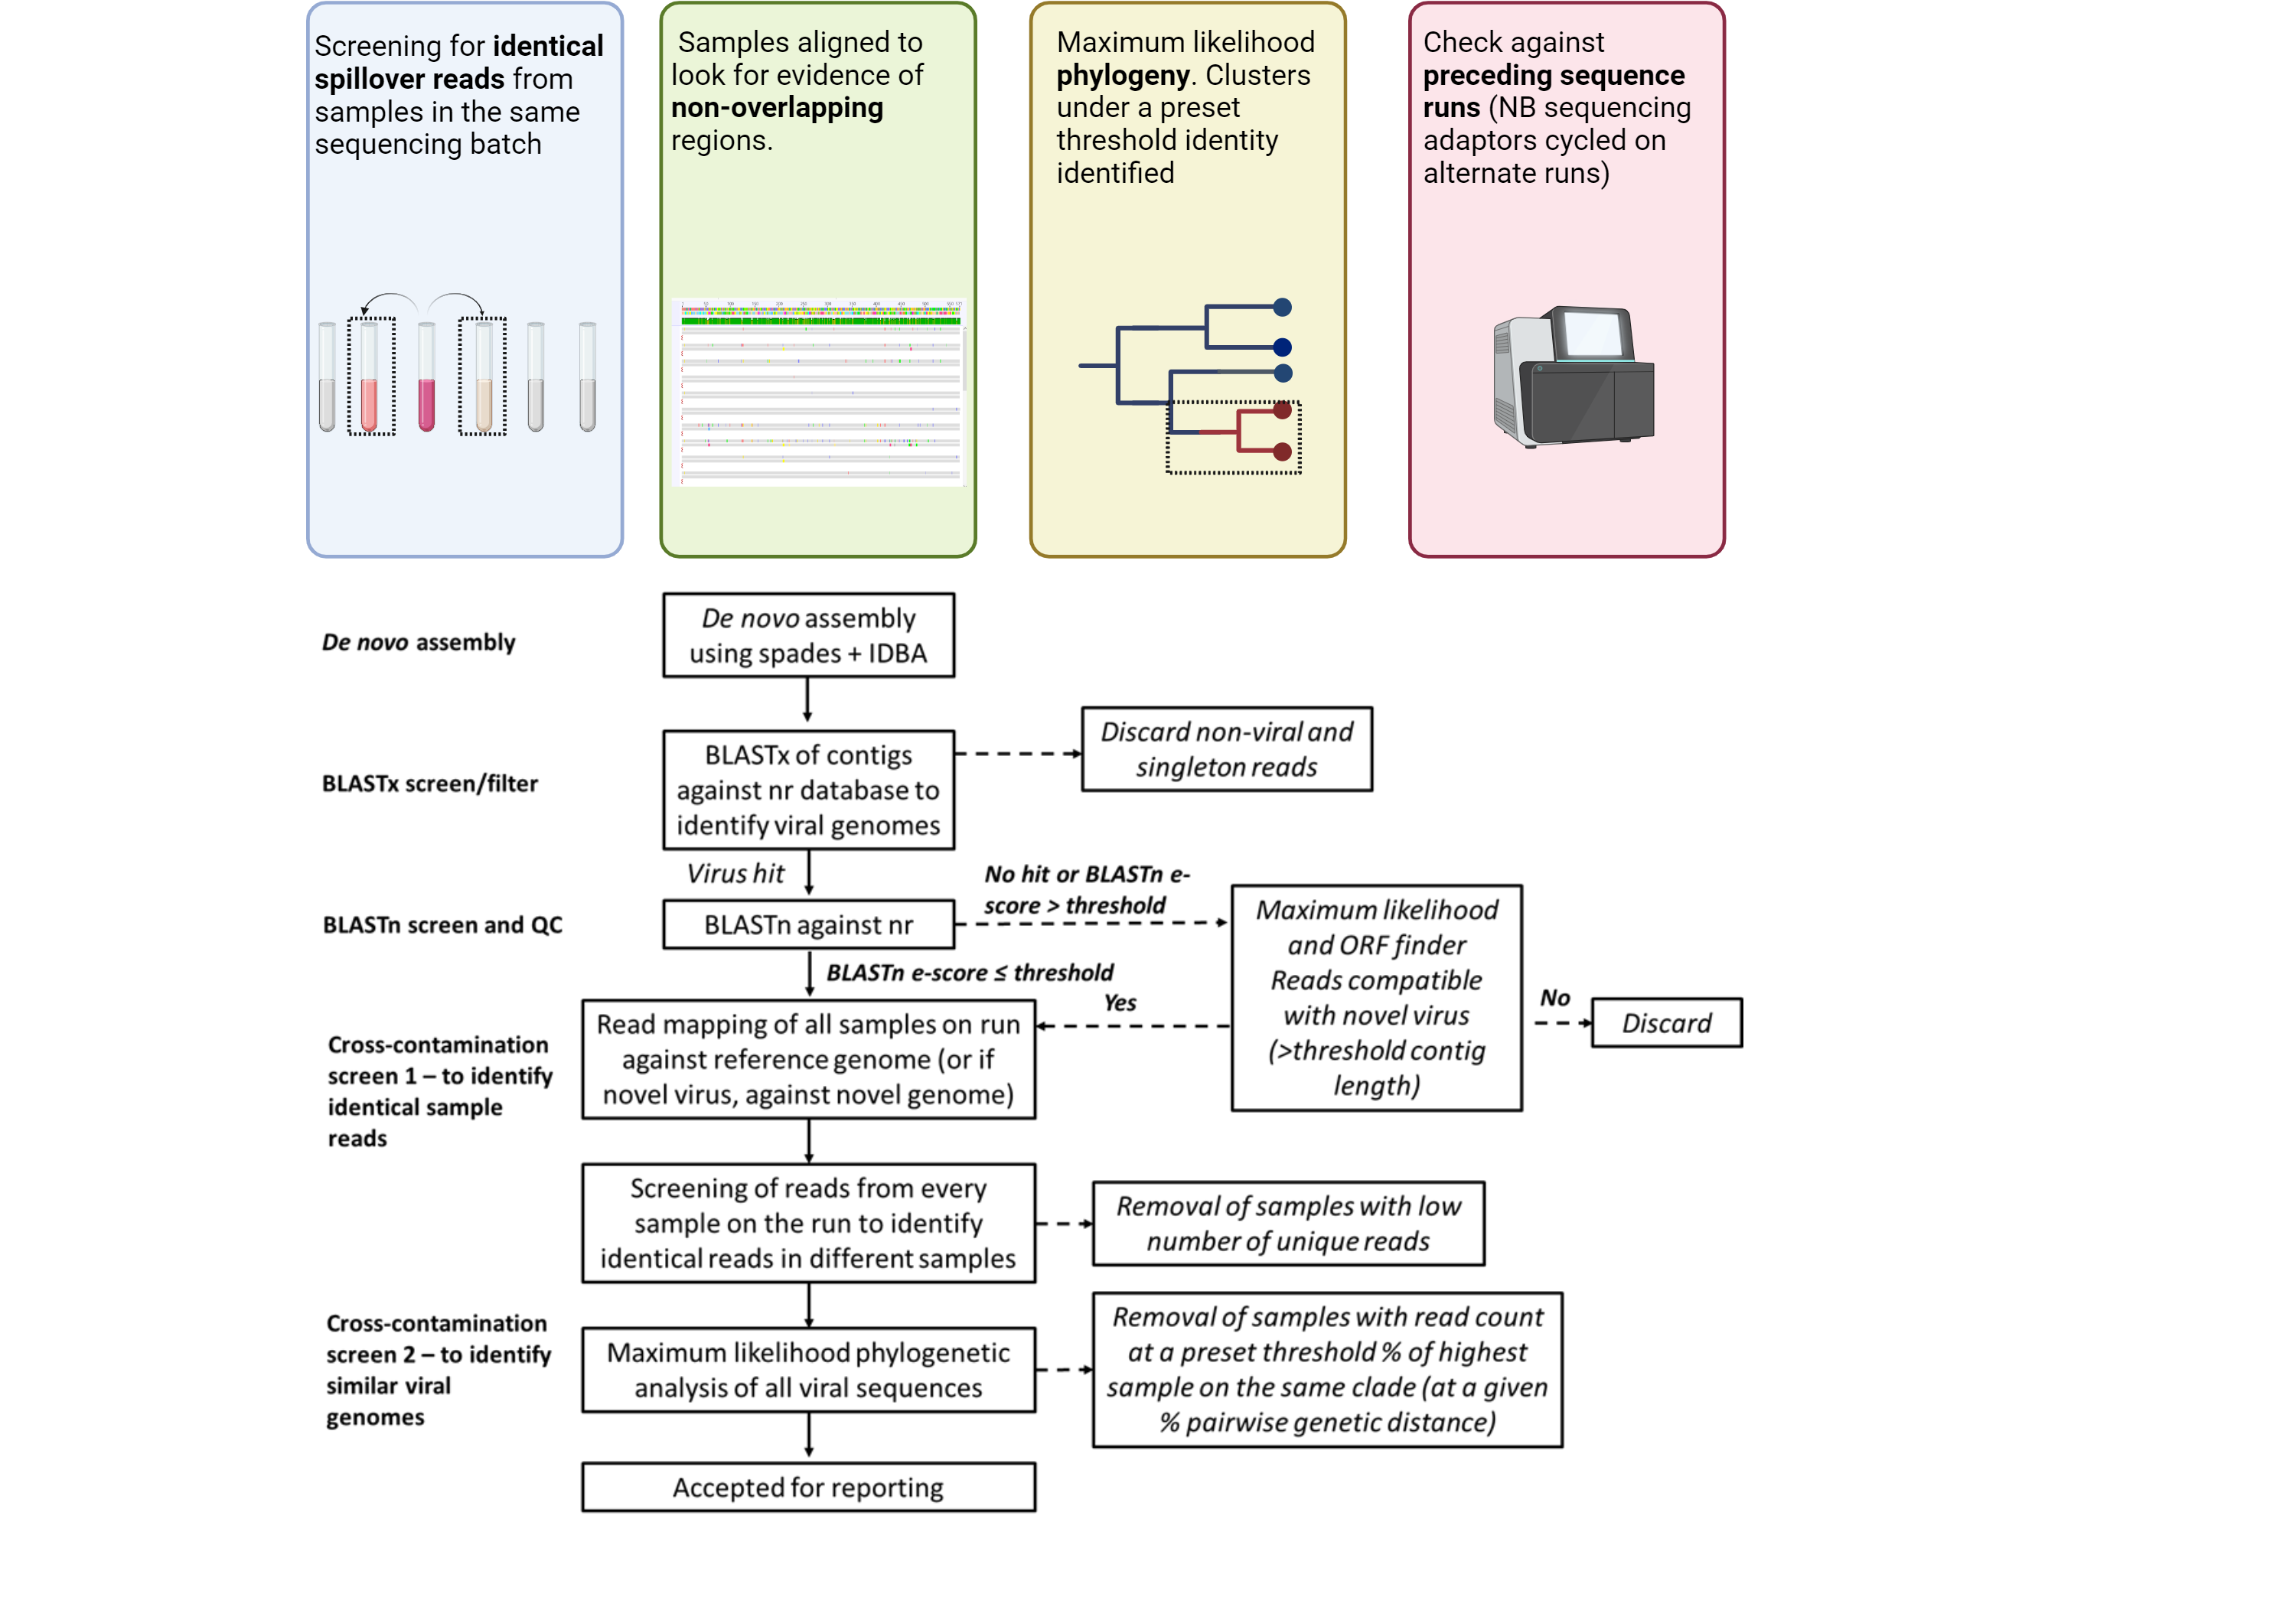 Screening for identical
spillover reads from
samples in the same
sequencing batch
Samples aligned to
look for evidence of
non-overlapping
regions.
Maximum likelihood
phylogeny. Clusters
under a preset
threshold identity
identified
Check against
preceding sequence
runs (NB sequencing
adaptors cycled on
alternate runs)
De novo assembly
De novo assembly
using spades + IDBA
BLASTx screen/filter
BLASTx of contigs
against nr database to
identify viral genomes
Discard non-viral and
singleton reads
Virus hit
No hit or BLASTn e-
score > threshold
BLASTn screen and QC
BLASTn against nr
Maximum likelihood
and ORF finder
Reads compatible
with novel virus
(>threshold contig
length)
BLASTn e-score ≤ threshold
Yes
No
Discard
Cross-contamination
screen 1 – to identify
identical sample
reads
Read mapping of all samples on run
against reference genome (or if
novel virus, against novel genome)
Screening of reads from every
sample on the run to identify
identical reads in different samples
Removal of samples with low
number of unique reads
Cross-contamination
screen 2 – to identify
similar viral
genomes
Maximum likelihood phylogenetic
analysis of all viral sequences
Removal of samples with read count
at a preset threshold % of highest
sample on the same clade (at a given
% pairwise genetic distance)
Accepted for reporting